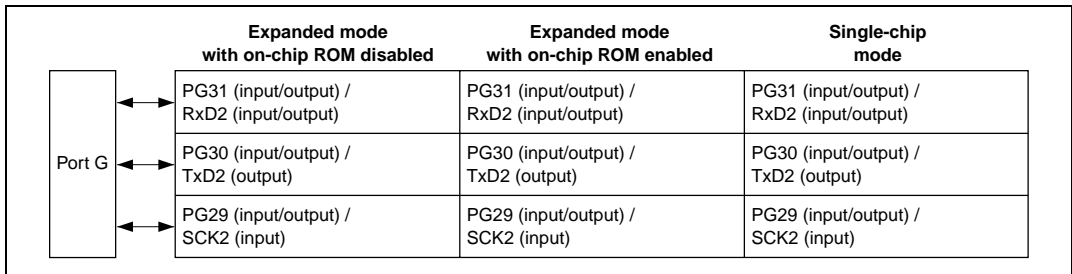 Expanded mode
with on-chip ROM disabled
Expanded mode
with on-chip ROM enabled
Single-chip
mode
Port G
PG31 (input/output) /
RxD2 (input/output)
PG31 (input/output) /
RxD2 (input/output)
PG31 (input/output) /
RxD2 (input/output)
PG30 (input/output) /
TxD2 (output)
PG30 (input/output) /
TxD2 (output)
PG30 (input/output) /
TxD2 (output)
PG29 (input/output) /
SCK2 (input)
PG29 (input/output) /
SCK2 (input)
PG29 (input/output) /
SCK2 (input)